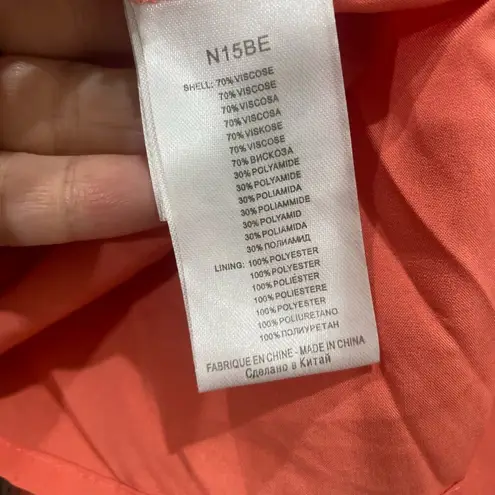 N15BE
SHELL: 70% VISCOSE
70% VISCOSE
70% VISCOSA
70% VISCOSA
70% VISKOSE
70% VISCOSE
70% ВИСКОЗА
30% POLYAMIDE
30% POLYAMIDE
30% POLIAMIDA
30% POLIAMMIDE
30% POLYAMID
30% POLIAMIDA
30% ПОЛИАМИД
LINING: 100% POLYESTER
100% POLYESTER
100% POLIÉSTER
100% POLIESTERE
100% POLYESTER
100% POLIURETANO
100% ПОЛИУРЕТАН
FABRIQUE EN CHINE - MADE IN CHINA
Сделано в Китай